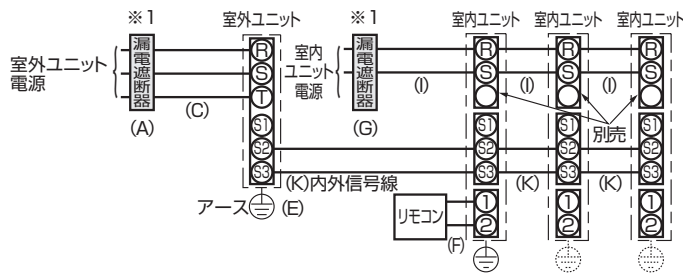 ※1 室外ユニット ※1 室内ユニット 室内ユニット 室内ユニット
室外ユニット
電源
漏電遮断器
(A)
(C)
R
S
T
S1
S2
S3
アース
(E)
(K)内外信号線
室内
ユニット
電源
漏電遮断器
(G)
(I)
(I)
(I)
R
S
S1
S2
S3
1
2
R
S
S1
S2
S3
1
2
R
S
S1
S2
S3
1
2
別売
(K)
(K)
リモコン
(F)